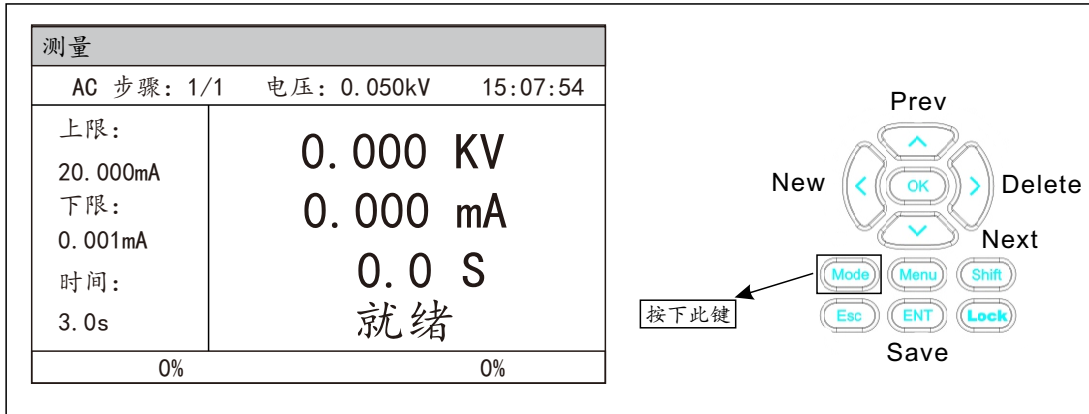 测量
AC 步骤: 1/1 电压: 0.050kV 15:07:54
上限:
20.000mA
下限:
0.001mA
时间:
3.0s
0.000 KV
0.000 mA
0.0 S
就绪
0% 0%
Prev
New OK Delete
Next
Mode Menu Shift
按下此键
Esc ENT Lock
Save